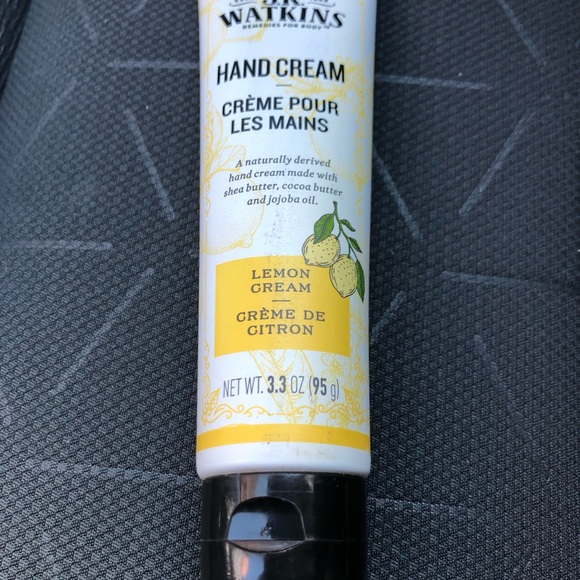 J.R.
WATKINS
REMEDIES FOR BODY
HAND CREAM
CRÈME POUR
LES MAINS
A naturally derived
hand cream made with
shea butter, cocoa butter
and jojoba oil.
LEMON
CREAM
CRÈME DE
CITRON
NET WT. 3.3 OZ (95 g)